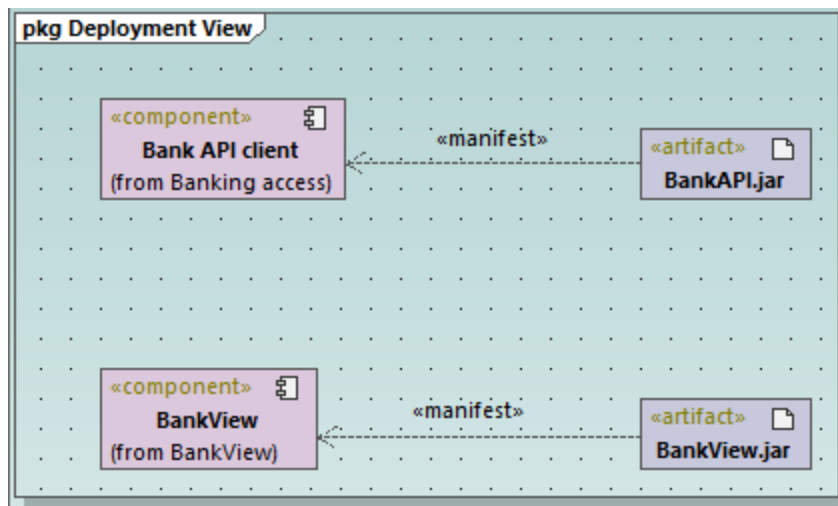 pkg Deployment View
«component»
Bank API client
(from Banking access)
«manifest»
«artifact»
BankAPI.jar
«component»
BankView
(from BankView)
«manifest»
«artifact»
BankView.jar